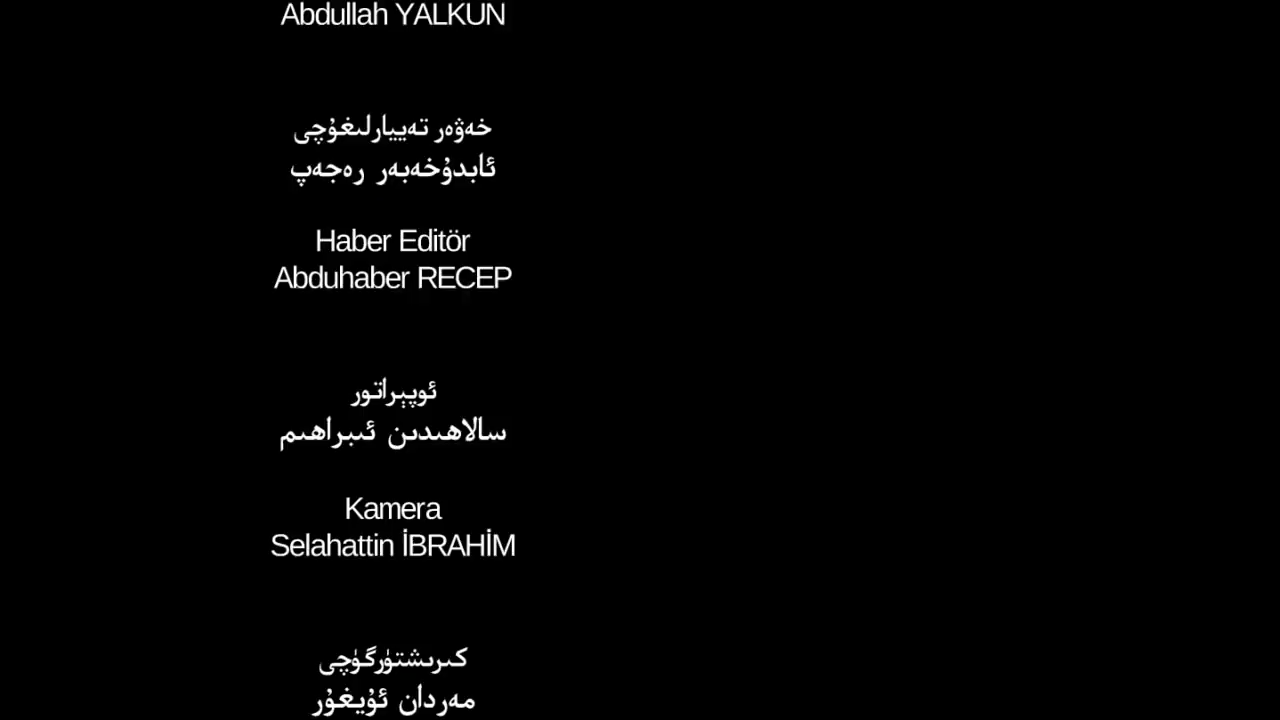 Abdullah YALKUN
خەۋەر تەييارلىغۇچى
ئابدۇخەبەر رەجەپ
Haber Editör
Abduhaber RECEP
ئوپېراتور
سالاھىدىن ئىبراھىم
Kamera
Selahattin İBRAHİM
كىرىشتۈرگۈچى
مەردان ئۇيغۇر